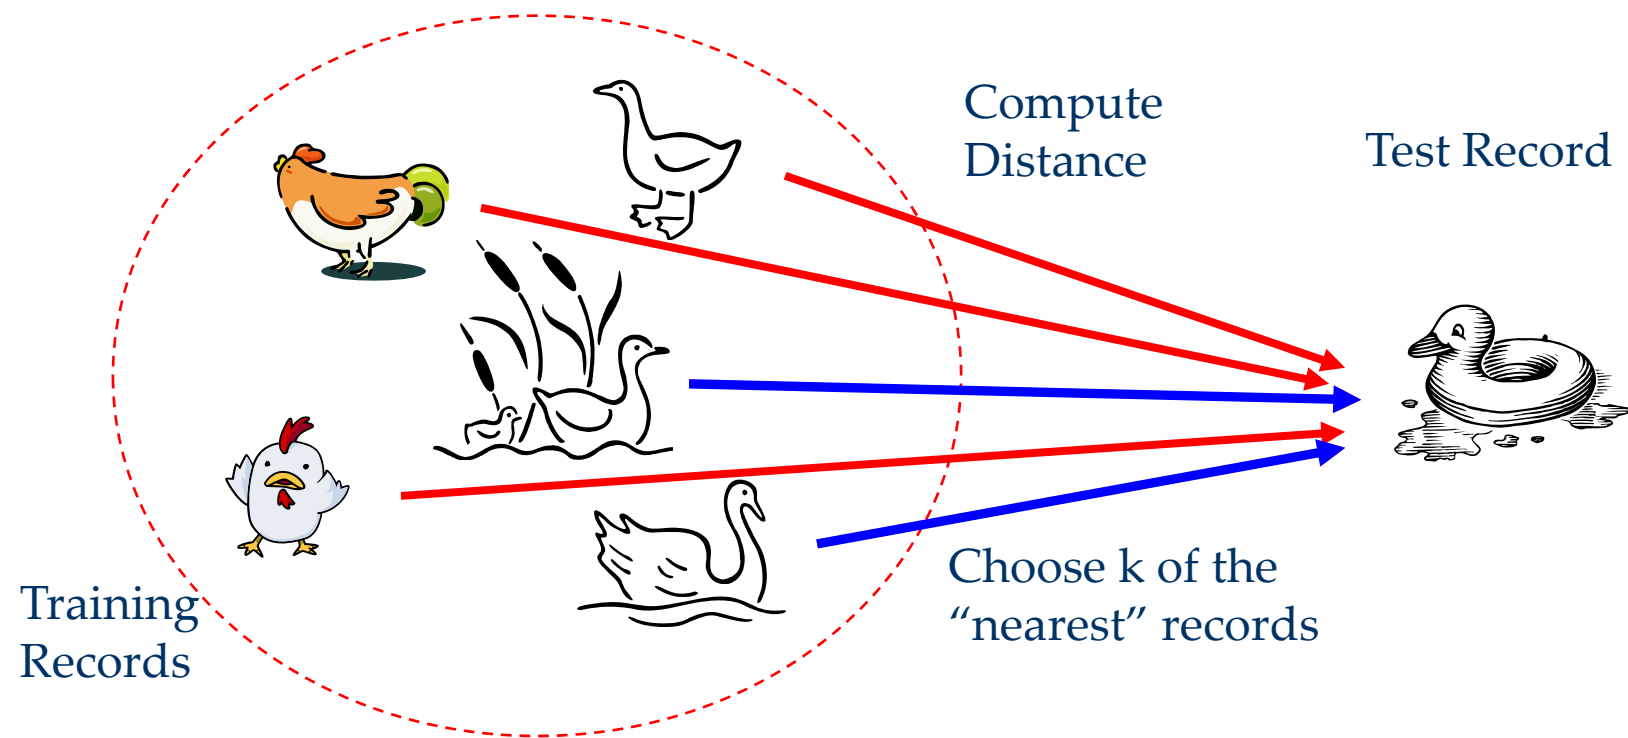 Compute
Distance
Test Record
Training
Records
Choose k of the
“nearest” records